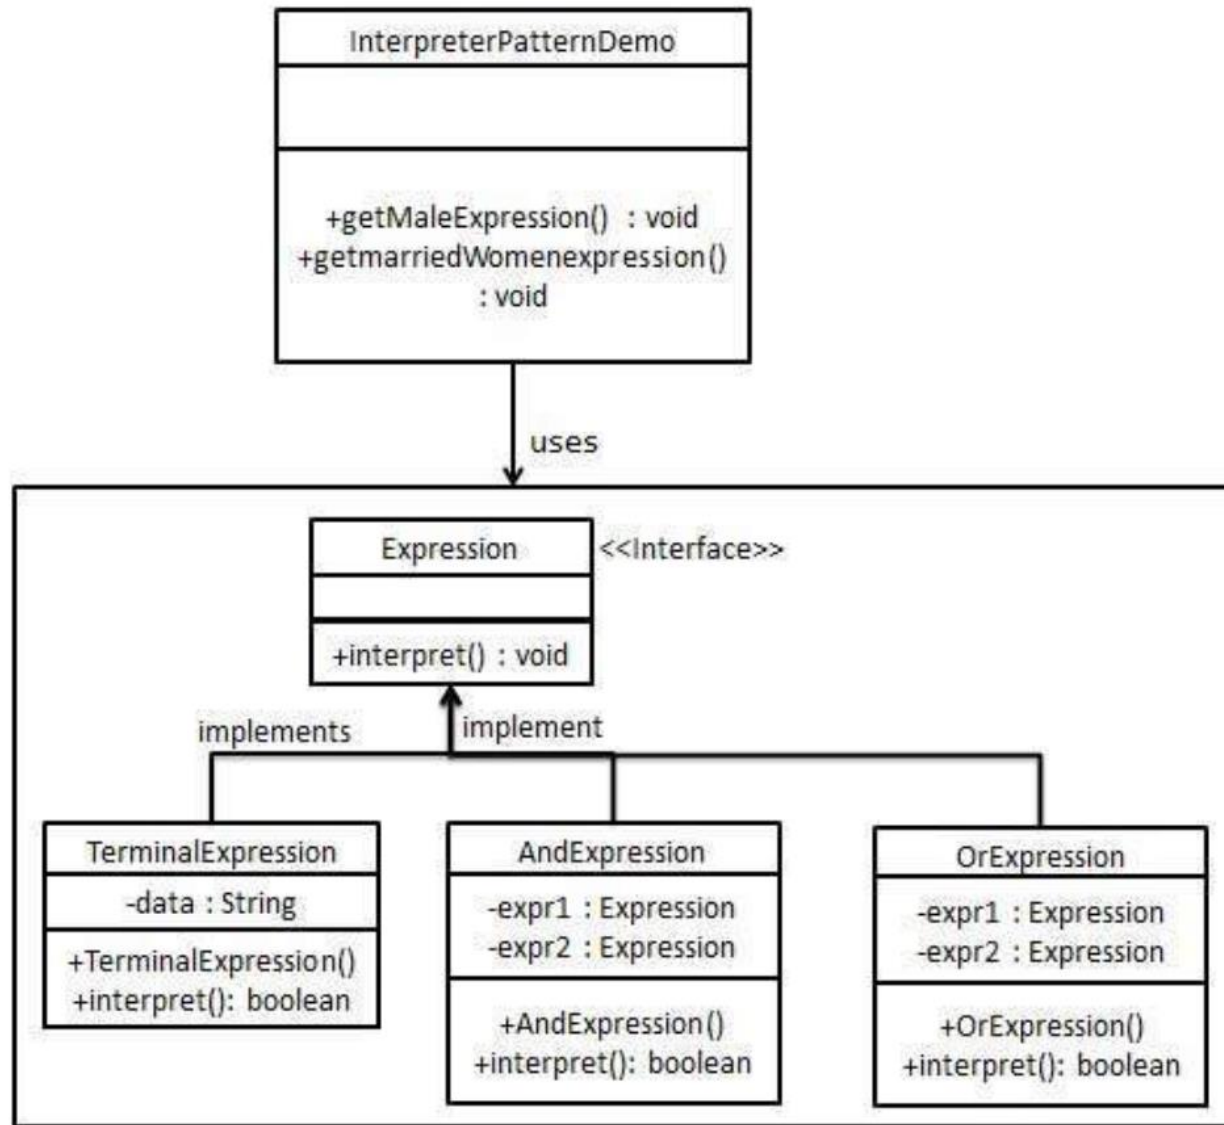 InterpreterPatternDemo
+getMaleExpression() : void
+getmarriedWomenexpression()
: void
uses
Expression
<<Interface>>
+interpret() : void
implements
implement
TerminalExpression
-data : String
+TerminalExpression()
+interpret(): boolean
AndExpression
-expr1 : Expression
-expr2 : Expression
+AndExpression()
+interpret(): boolean
OrExpression
-expr1 : Expression
-expr2 : Expression
+OrExpression()
+interpret(): boolean